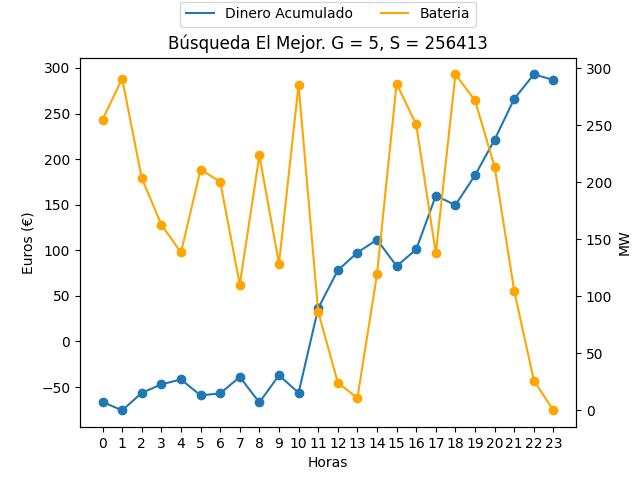 Dinero Acumulado Bateria
Búsqueda El Mejor. G = 5, S = 256413
300
250
200
150
100
50
0
−50
Euros (€)
300
250
200
150
100
50
0
MW
0 1 2 3 4 5 6 7 8 9 10 11 12 13 14 15 16 17 18 19 20 21 22 23
Horas